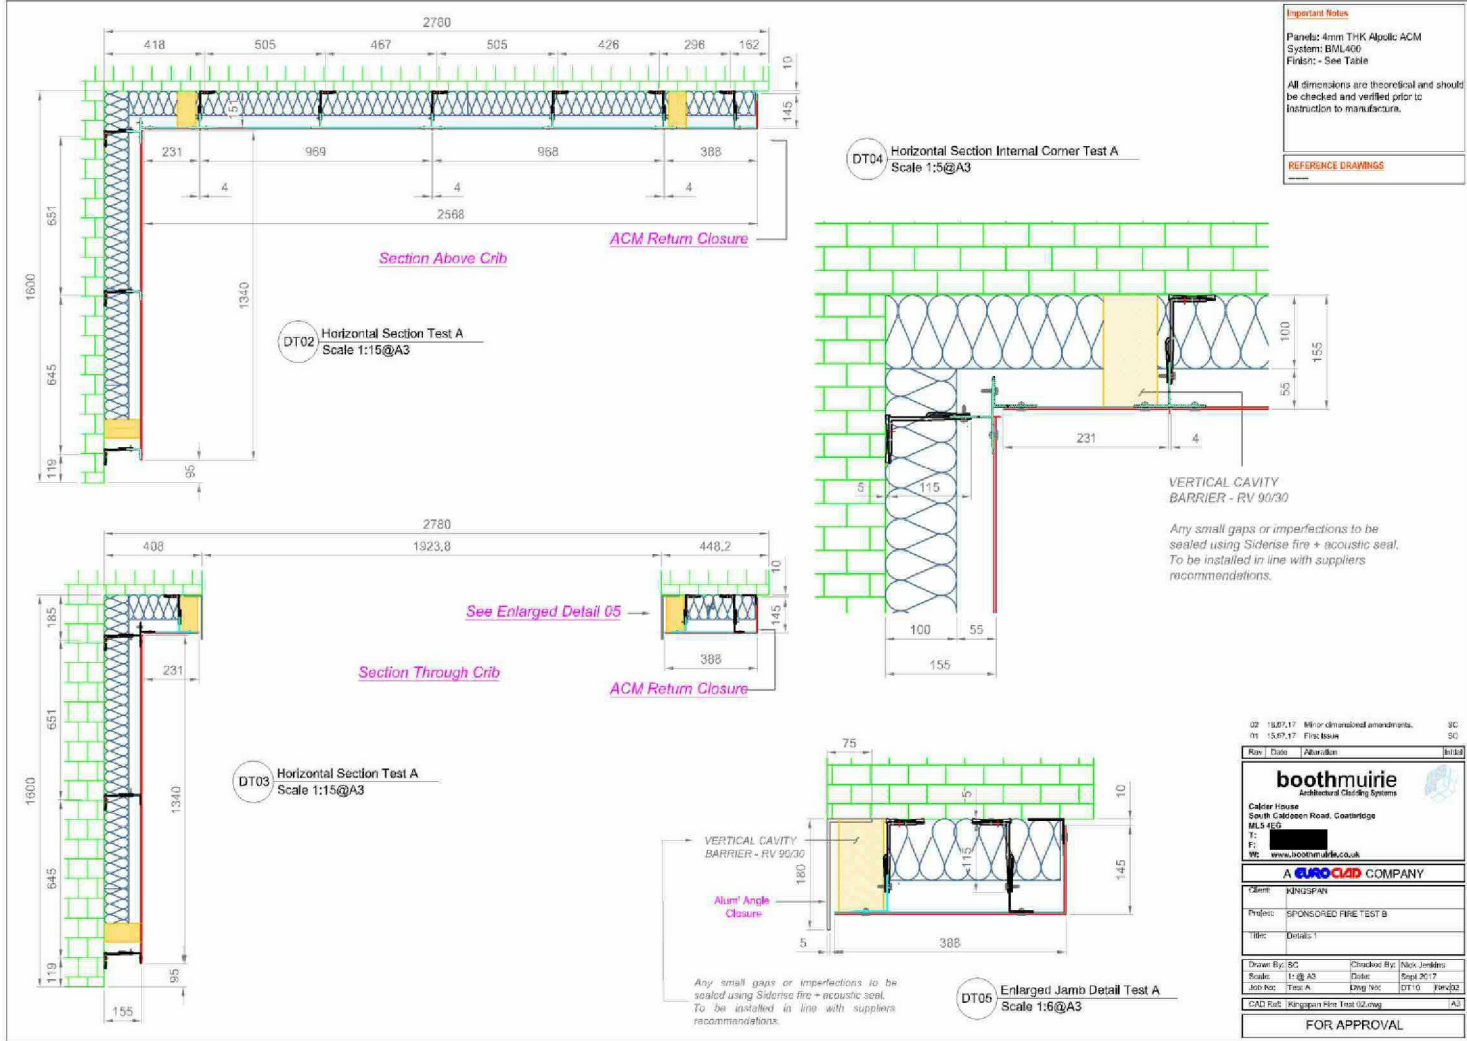 2780
418 505 467 505 426 296 162
10
151
145
231 969 968 388
4 4 4
2568
ACM Return Closure
Section Above Crib
1600
651
645
119
1340
95
DT02 Horizontal Section Test A
Scale 1:15@A3
2780
408 1923.8 448.2
10
185
145
231
388
See Enlarged Detail 05
Section Through Crib
ACM Return Closure
1600
651
645
119
1340
95
155
DT03 Horizontal Section Test A
Scale 1:15@A3
DT04 Horizontal Section Internal Corner Test A
Scale 1:5@A3
100
55
155
231 4
5 115
100 55
155
VERTICAL CAVITY
BARRIER - RV 90/30
Any small gaps or imperfections to be
sealed using Siderise fire + acoustic seal.
To be installed in line with suppliers
recommendations.
75
5
10
115
180
145
VERTICAL CAVITY
BARRIER - RV 90/30
Alum' Angle
Closure
5 388
Any small gaps or imperfections to be
sealed using Siderise fire + acoustic seal.
To be installed in line with suppliers
recommendations.
DT05 Enlarged Jamb Detail Test A
Scale 1:6@A3
Important Notes
Panels: 4mm THK Alpolic ACM
System: BML400
Finish: - See Table
All dimensions are theoretical and should
be checked and verified prior to
instruction to manufacture.
REFERENCE DRAWINGS
02 18.07.17 Minor dimensional amendments. SC
01 15.07.17 First Issue SC
Rev Date Alteration Initial
boothmuirie
Architectural Cladding Systems
Calder House
South Caldeen Road, Coatbridge
ML5 4EG
T:
F:
W: www.boothmuirie.co.uk
A EUROCLAD COMPANY
Client: KINGSPAN
Project: SPONSORED FIRE TEST B
Title: Details 1
Drawn By: SC Checked By: Nick Jenkins
Scale: 1: @ A3 Date: Sept 2017
Job No: Test A Dwg No: DT10 Rev:02
CAD Ref: Kingspan Fire Test 02.dwg A3
FOR APPROVAL